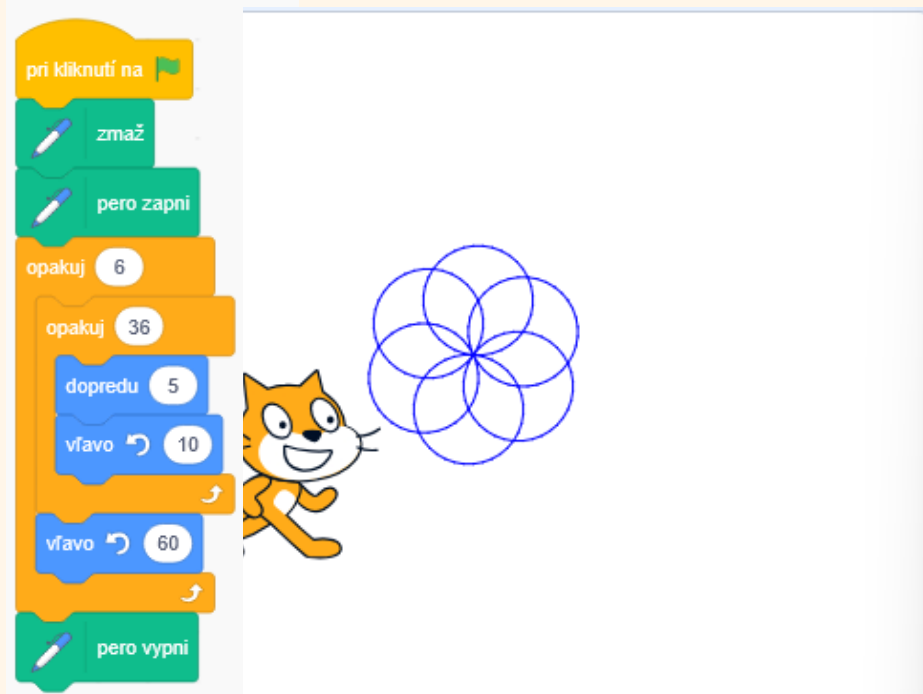 pri kliknutí na
zmaž
pero zapni
opakuj 6
opakuj 36
dopredu 5
vľavo 10
vľavo 60
pero vypni